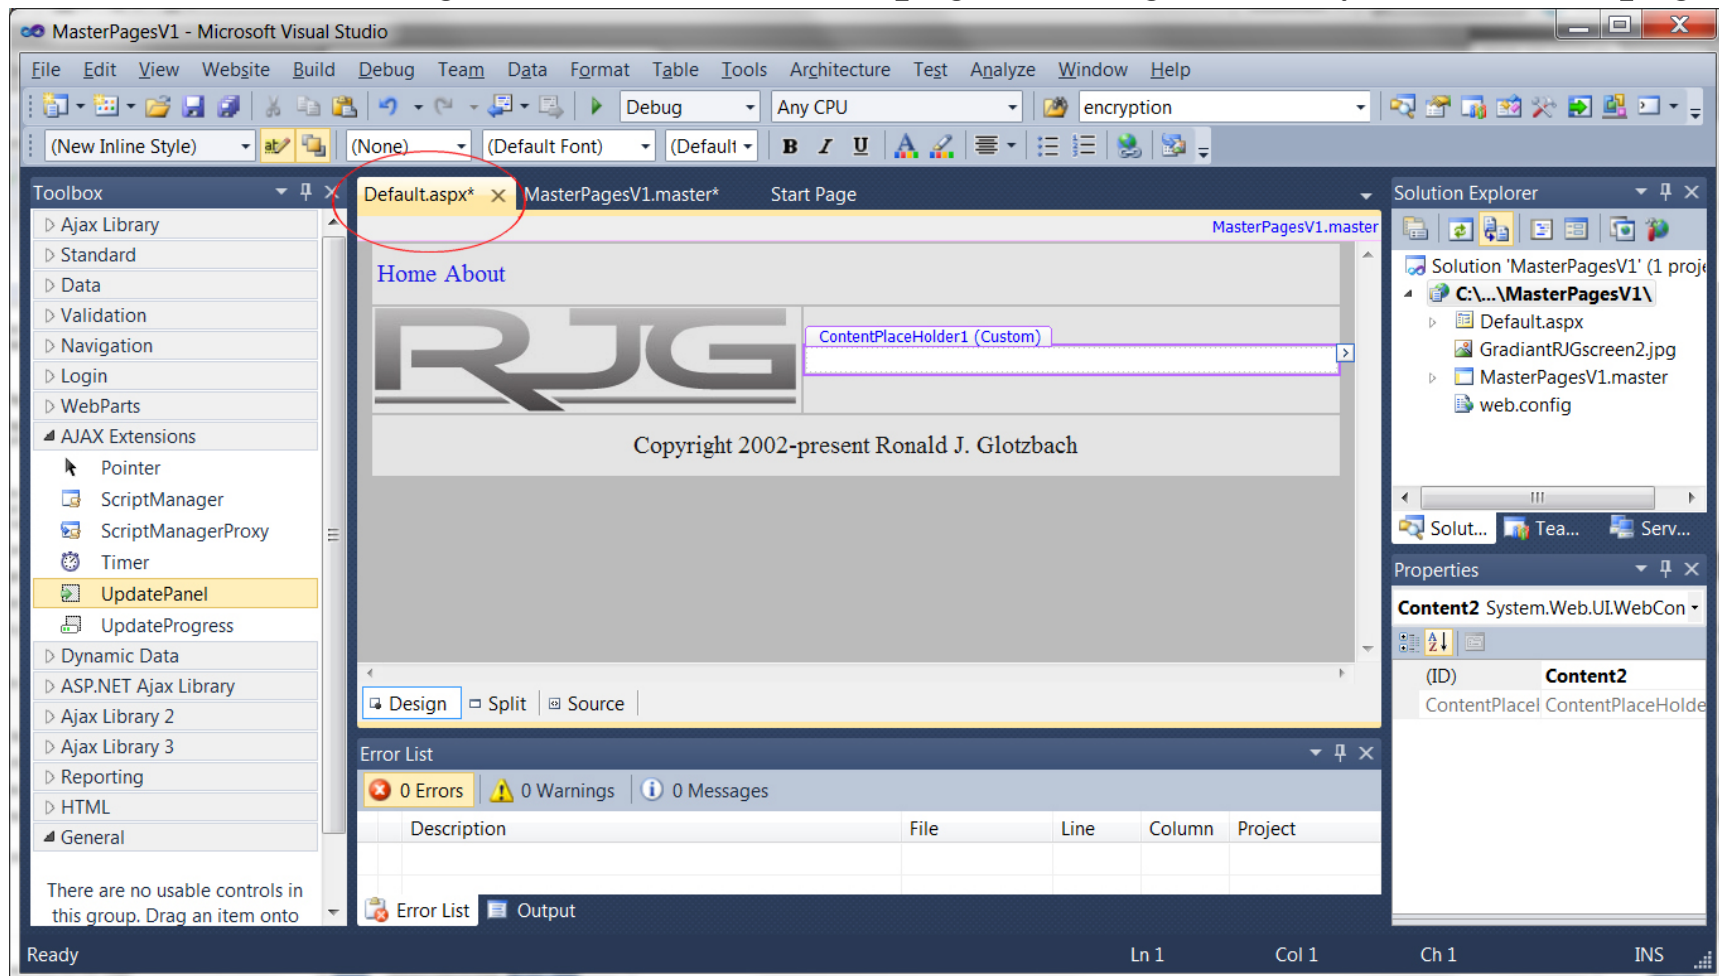 MasterPagesV1 - Microsoft Visual Studio
File Edit View Website Build Debug Team Data Format Table Tools Architecture Test Analyze Window Help
Debug Any CPU encryption
(New Inline Style) (None) (Default Font) (Default B I U
Toolbox
Ajax Library
Standard
Data
Validation
Navigation
Login
WebParts
AJAX Extensions
Pointer
ScriptManager
ScriptManagerProxy
Timer
UpdatePanel
UpdateProgress
Dynamic Data
ASP.NET Ajax Library
Ajax Library 2
Ajax Library 3
Reporting
HTML
General
There are no usable controls in
this group. Drag an item onto
Default.aspx* MasterPagesV1.master* Start Page
MasterPagesV1.master
Home About
RJG
ContentPlaceHolder1 (Custom)
Copyright 2002-present Ronald J. Glotzbach
Design Split Source
Error List
0 Errors 0 Warnings 0 Messages
Description File Line Column Project
Error List Output
Solution Explorer
Solution 'MasterPagesV1' (1 proje
C:\...\MasterPagesV1\
Default.aspx
GradiantRJGscreen2.jpg
MasterPagesV1.master
web.config
Solut... Tea... Serv...
Properties
Content2 System.Web.UI.WebCon
(ID) Content2
ContentPlacel ContentPlaceHolde
Ready Ln 1 Col 1 Ch 1 INS